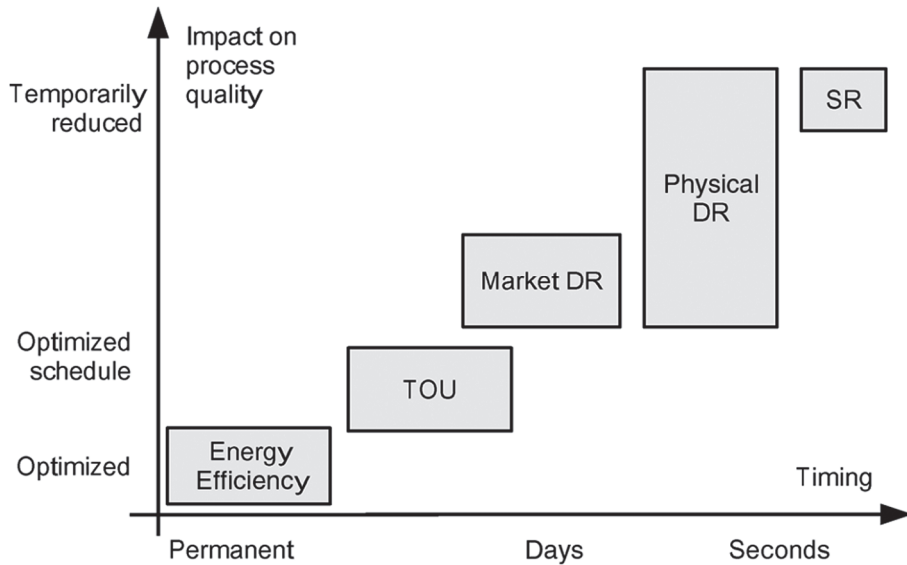 Impact on
process
quality
Temporarily
reduced
SR
Physical
DR
Market DR
Optimized
schedule
TOU
Energy
Efficiency
Optimized
Timing
Permanent
Days
Seconds